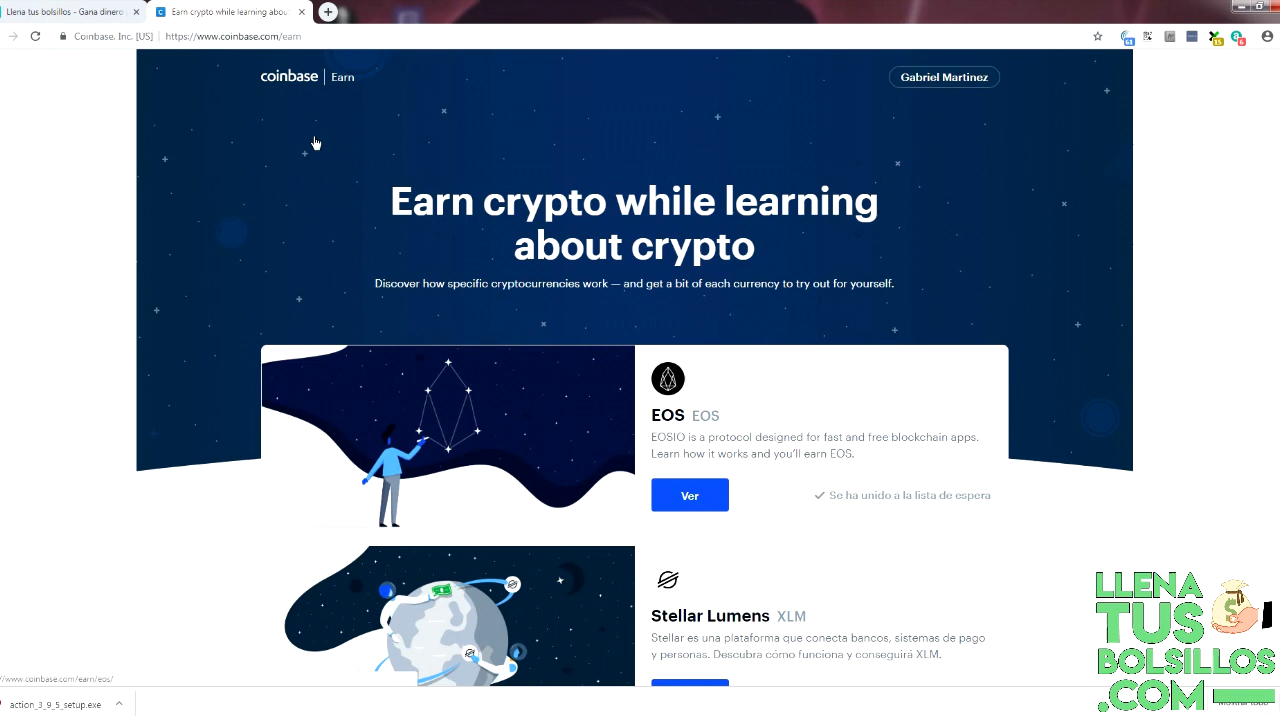 Llena tus bolsillos - Gana dinero
Earn crypto while learning abou
Coinbase, Inc. [US]
https://www.coinbase.com/earn
61
15
6
coinbase
Earn
Gabriel Martinez
Earn crypto while learning
about crypto
Discover how specific cryptocurrencies work — and get a bit of each currency to try out for yourself.
EOS EOS
EOSIO is a protocol designed for fast and free blockchain apps.
Learn how it works and you'll earn EOS.
Ver
Se ha unido a la lista de espera
Stellar Lumens XLM
Stellar es una plataforma que conecta bancos, sistemas de pago
y personas. Descubra cómo funciona y conseguirá XLM.
//www.coinbase.com/earn/eos/
action_3_9_5_setup.exe
LLENA
TUS
BOLSILLOS
.COM